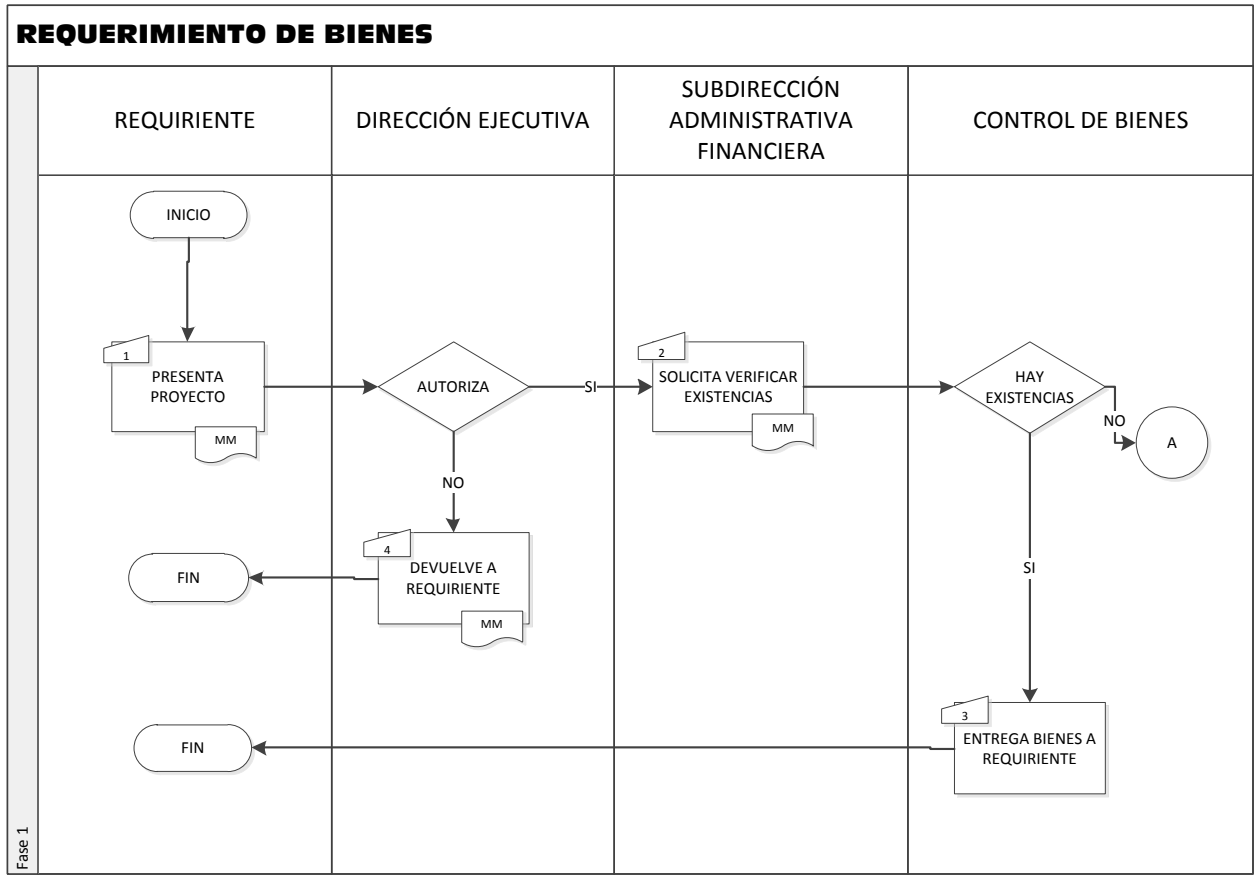 REQUERIMIENTO DE BIENES
REQUIRIENTE
DIRECCIÓN EJECUTIVA
SUBDIRECCIÓN
ADMINISTRATIVA
FINANCIERA
CONTROL DE BIENES
INICIO
1
PRESENTA
PROYECTO
MM
AUTORIZA
SI
2
SOLICITA VERIFICAR
EXISTENCIAS
MM
HAY
EXISTENCIAS
NO
A
NO
4
DEVUELVE A
REQUIRIENTE
MM
FIN
SI
3
ENTREGA BIENES A
REQUIRIENTE
FIN
Fase 1